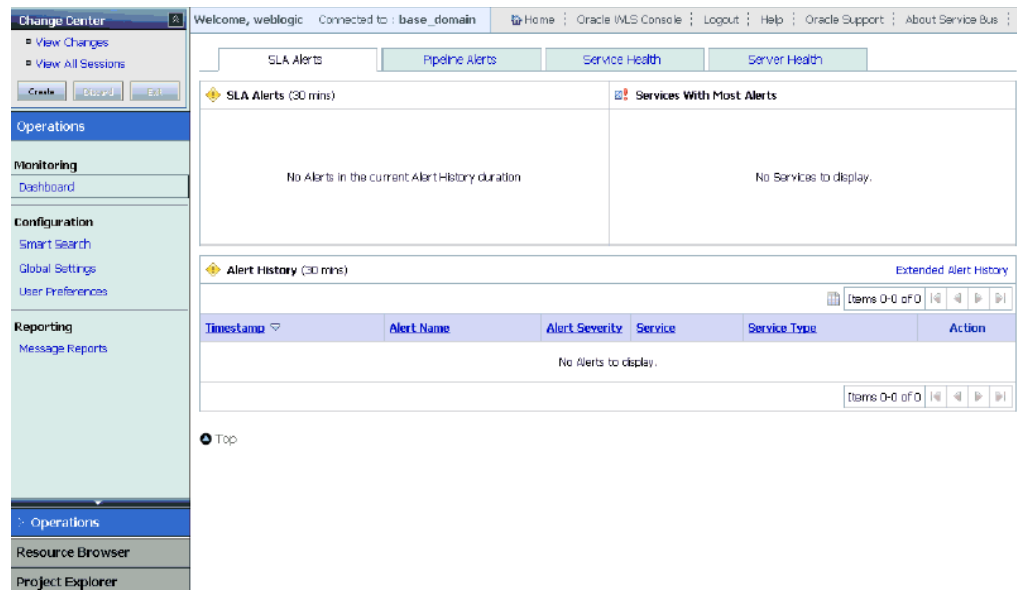 Change Center
View Changes
View All Sessions
Create Discard Exit
Operations
Monitoring
Dashboard
Configuration
Smart Search
Global Settings
User Preferences
Reporting
Message Reports
Operations
Resource Browser
Project Explorer
Welcome, weblogic Connected to : base_domain Home Oracle WLS Console Logout Help Oracle Support About Service Bus
SLA Alerts Pipeline Alerts Service Health Server Health
SLA Alerts (30 mins) Services With Most Alerts
No Alerts in the current Alert History duration No Services to display.
Alert History (30 mins) Extended Alert History
Items 0-0 of 0
Timestamp Alert Name Alert Severity Service Service Type Action
No Alerts to display.
Items 0-0 of 0
Top